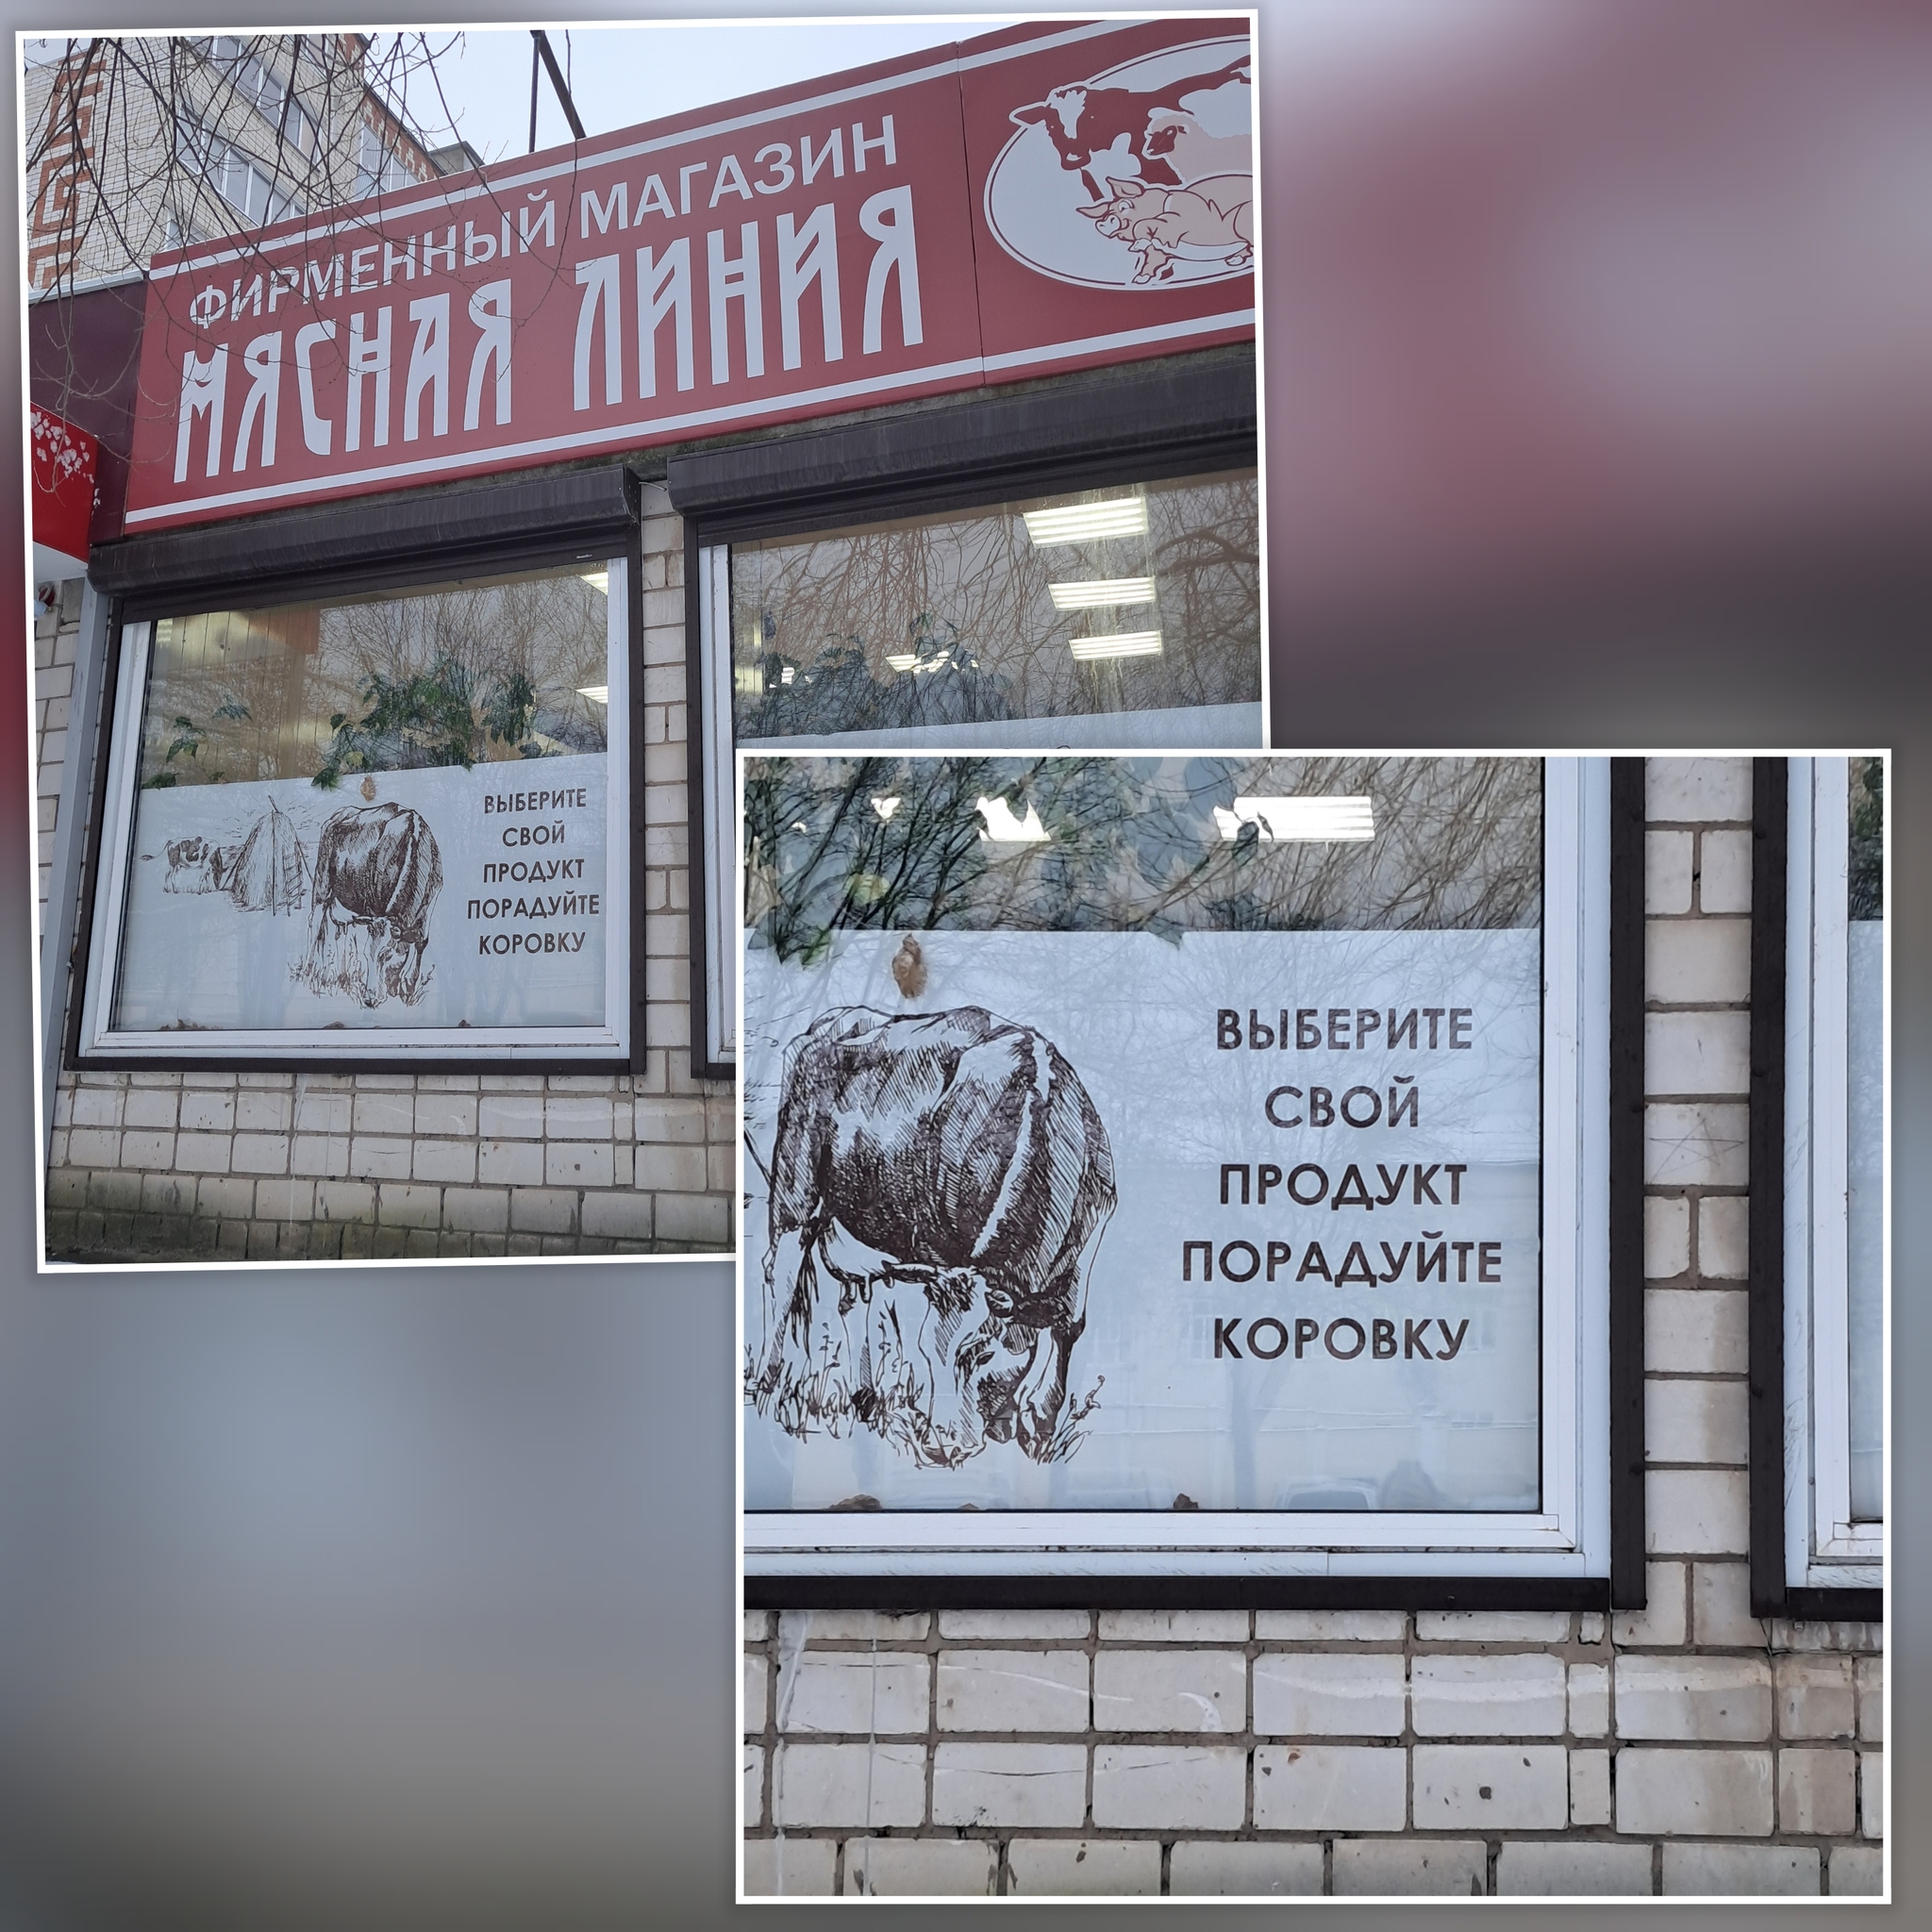 ФИРМЕННЫЙ МАГАЗИН
МЯСНАЯ ЛИНИЯ
ВЫБЕРИТЕ
СВОЙ
ПРОДУКТ
ПОРАДУЙТЕ
КОРОВКУ
ВЫБЕРИТЕ
СВОЙ
ПРОДУКТ
ПОРАДУЙТЕ
КОРОВКУ